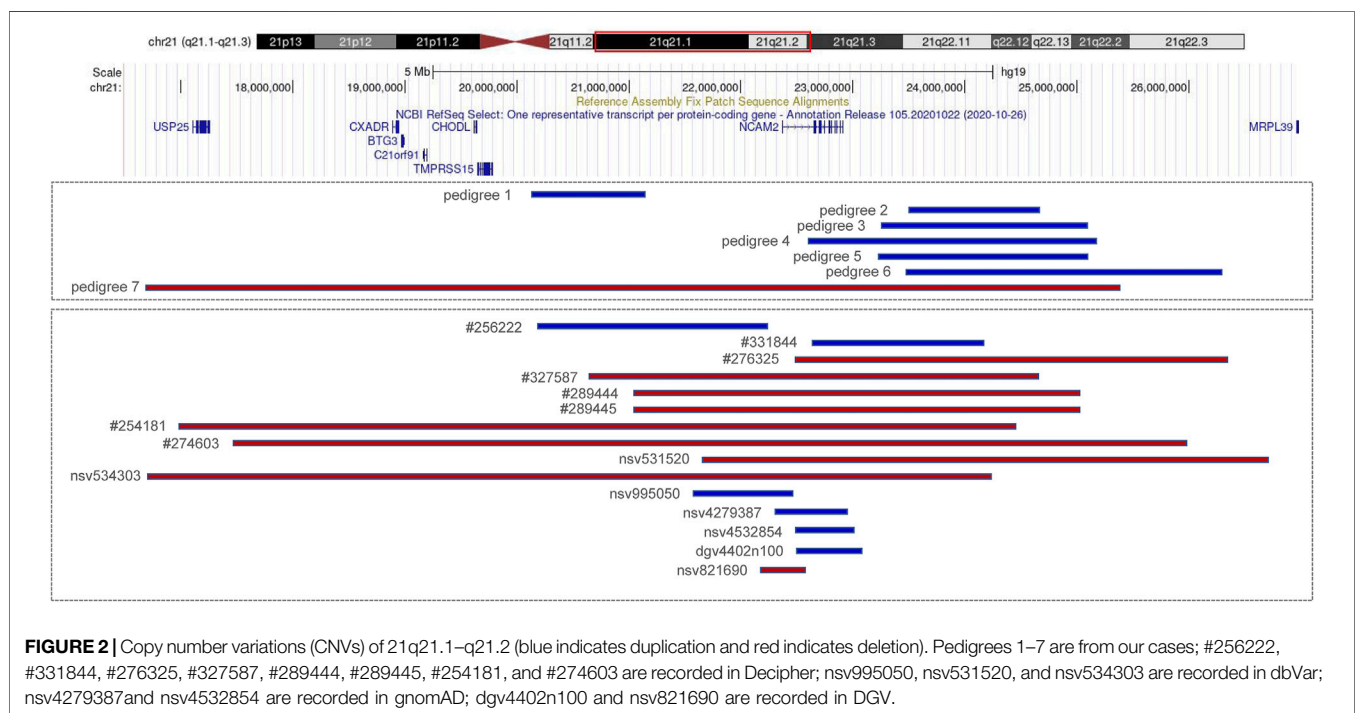 chr21 (q21.1-q21.3) 21p13 21p12 21p11.2 21q11.2 21q21.1 21q21.2 21q21.3 21q22.11 q22.12 q22.13 21q22.2 21q22.3
Scale 5 Mb hg19
chr21: 18,000,000 19,000,000 20,000,000 21,000,000 22,000,000 23,000,000 24,000,000 25,000,000 26,000,000
Reference Assembly Fix Patch Sequence Alignments
NCBI RefSeq Select: One representative transcript per protein-coding gene - Annotation Release 105.20201022 (2020-10-26)
USP25 CXADR CHODL NCAM2 MRPL39
BTG3
C21orf91
TMPRSS15
pedigree 1
pedigree 2
pedigree 3
pedigree 4
pedigree 5
pedgree 6
pedigree 7
#256222
#331844
#276325
#327587
#289444
#289445
#254181
#274603
nsv531520
nsv534303
nsv995050
nsv4279387
nsv4532854
dgv4402n100
nsv821690
FIGURE 2 | Copy number variations (CNVs) of 21q21.1–q21.2 (blue indicates duplication and red indicates deletion). Pedigrees 1–7 are from our cases; #256222,
#331844, #276325, #327587, #289444, #289445, #254181, and #274603 are recorded in Decipher; nsv995050, nsv531520, and nsv534303 are recorded in dbVar;
nsv4279387and nsv4532854 are recorded in gnomAD; dgv4402n100 and nsv821690 are recorded in DGV.